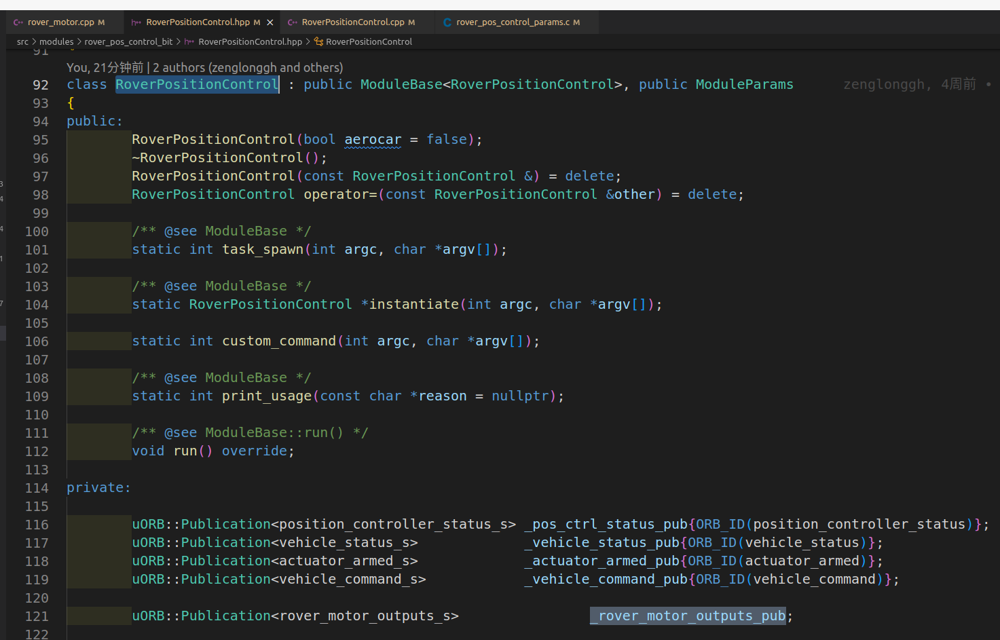 rover_motor.cpp M RoverPositionControl.hpp M RoverPositionControl.cpp M rover_pos_control_params.c M
src > modules > rover_pos_control_bit > RoverPositionControl.hpp > RoverPositionControl
91
You, 21分钟前 | 2 authors (zenglonggh and others)
92 class RoverPositionControl : public ModuleBase<RoverPositionControl>, public ModuleParams zenglonggh, 4周前 •
93 {
94 public:
95 RoverPositionControl(bool aerocar = false);
96 ~RoverPositionControl();
97 RoverPositionControl(const RoverPositionControl &) = delete;
98 RoverPositionControl operator=(const RoverPositionControl &other) = delete;
99
100 /** @see ModuleBase */
101 static int task_spawn(int argc, char *argv[]);
102
103 /** @see ModuleBase */
104 static RoverPositionControl *instantiate(int argc, char *argv[]);
105
106 static int custom_command(int argc, char *argv[]);
107
108 /** @see ModuleBase */
109 static int print_usage(const char *reason = nullptr);
110
111 /** @see ModuleBase::run() */
112 void run() override;
113
114 private:
115
116 uORB::Publication<position_controller_status_s> _pos_ctrl_status_pub{ORB_ID(position_controller_status)};
117 uORB::Publication<vehicle_status_s> _vehicle_status_pub{ORB_ID(vehicle_status)};
118 uORB::Publication<actuator_armed_s> _actuator_armed_pub{ORB_ID(actuator_armed)};
119 uORB::Publication<vehicle_command_s> _vehicle_command_pub{ORB_ID(vehicle_command)};
120
121 uORB::Publication<rover_motor_outputs_s> _rover_motor_outputs_pub;
122